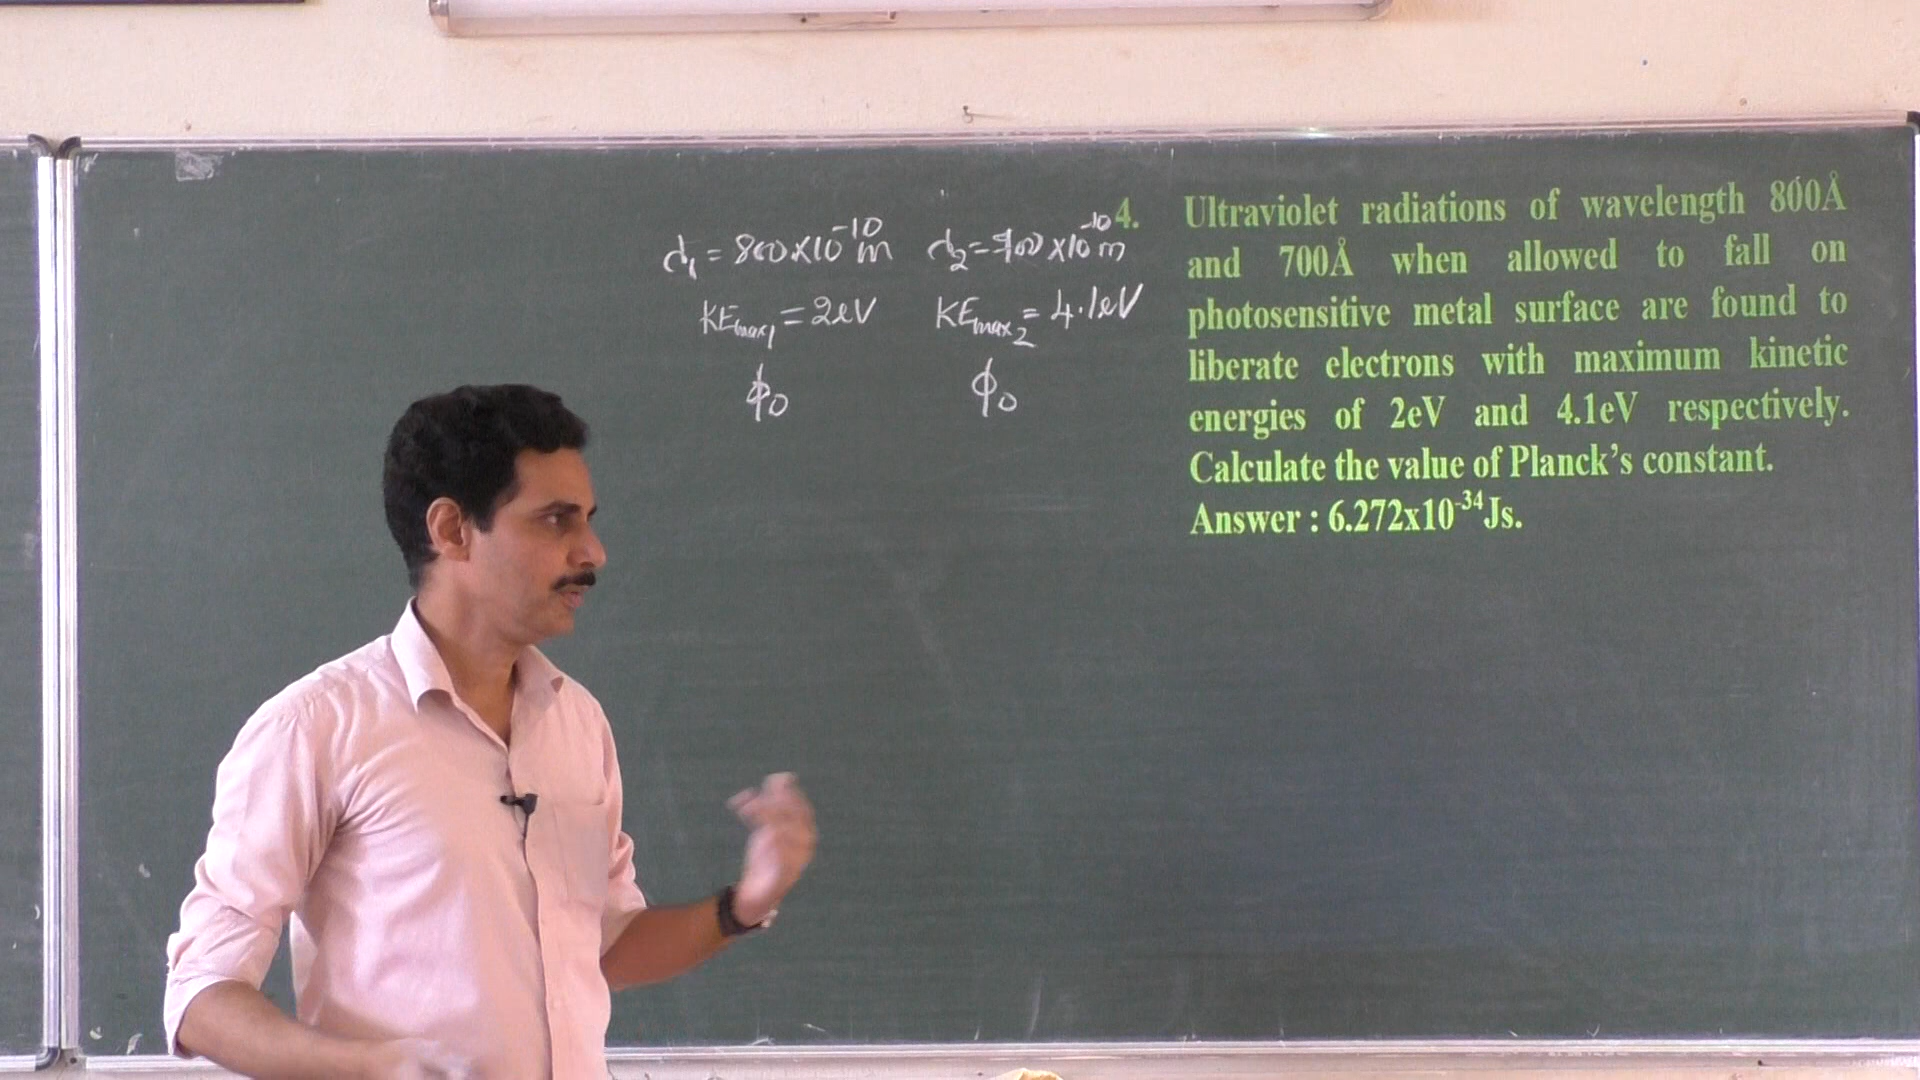 λ₁ = 800×10⁻¹⁰m λ₂ = 700×10⁻¹⁰m
KEmax₁ = 2eV KEmax₂ = 4.1eV
ϕ₀ ϕ₀
4. Ultraviolet radiations of wavelength 800Å
and 700Å when allowed to fall on
photosensitive metal surface are found to
liberate electrons with maximum kinetic
energies of 2eV and 4.1eV respectively.
Calculate the value of Planck’s constant.
Answer : 6.272x10⁻³⁴Js.